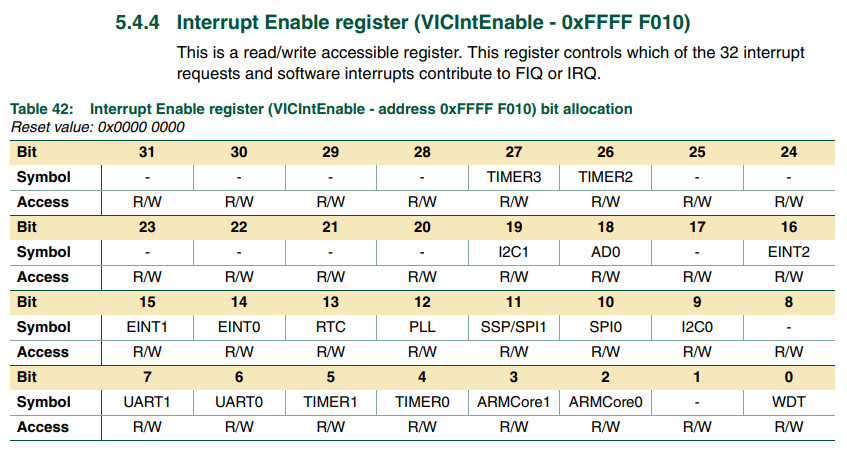 5.4.4 Interrupt Enable register (VICIntEnable - 0xFFFF F010)
This is a read/write accessible register. This register controls which of the 32 interrupt
requests and software interrupts contribute to FIQ or IRQ.
Table 42: Interrupt Enable register (VICIntEnable - address 0xFFFF F010) bit allocation
Reset value: 0x0000 0000
Bit 31 30 29 28 27 26 25 24
Symbol - - - - TIMER3 TIMER2 - -
Access R/W R/W R/W R/W R/W R/W R/W R/W
Bit 23 22 21 20 19 18 17 16
Symbol - - - - I2C1 AD0 - EINT2
Access R/W R/W R/W R/W R/W R/W R/W R/W
Bit 15 14 13 12 11 10 9 8
Symbol EINT1 EINT0 RTC PLL SSP/SPI1 SPI0 I2C0 -
Access R/W R/W R/W R/W R/W R/W R/W R/W
Bit 7 6 5 4 3 2 1 0
Symbol UART1 UART0 TIMER1 TIMER0 ARMCore1 ARMCore0 - WDT
Access R/W R/W R/W R/W R/W R/W R/W R/W